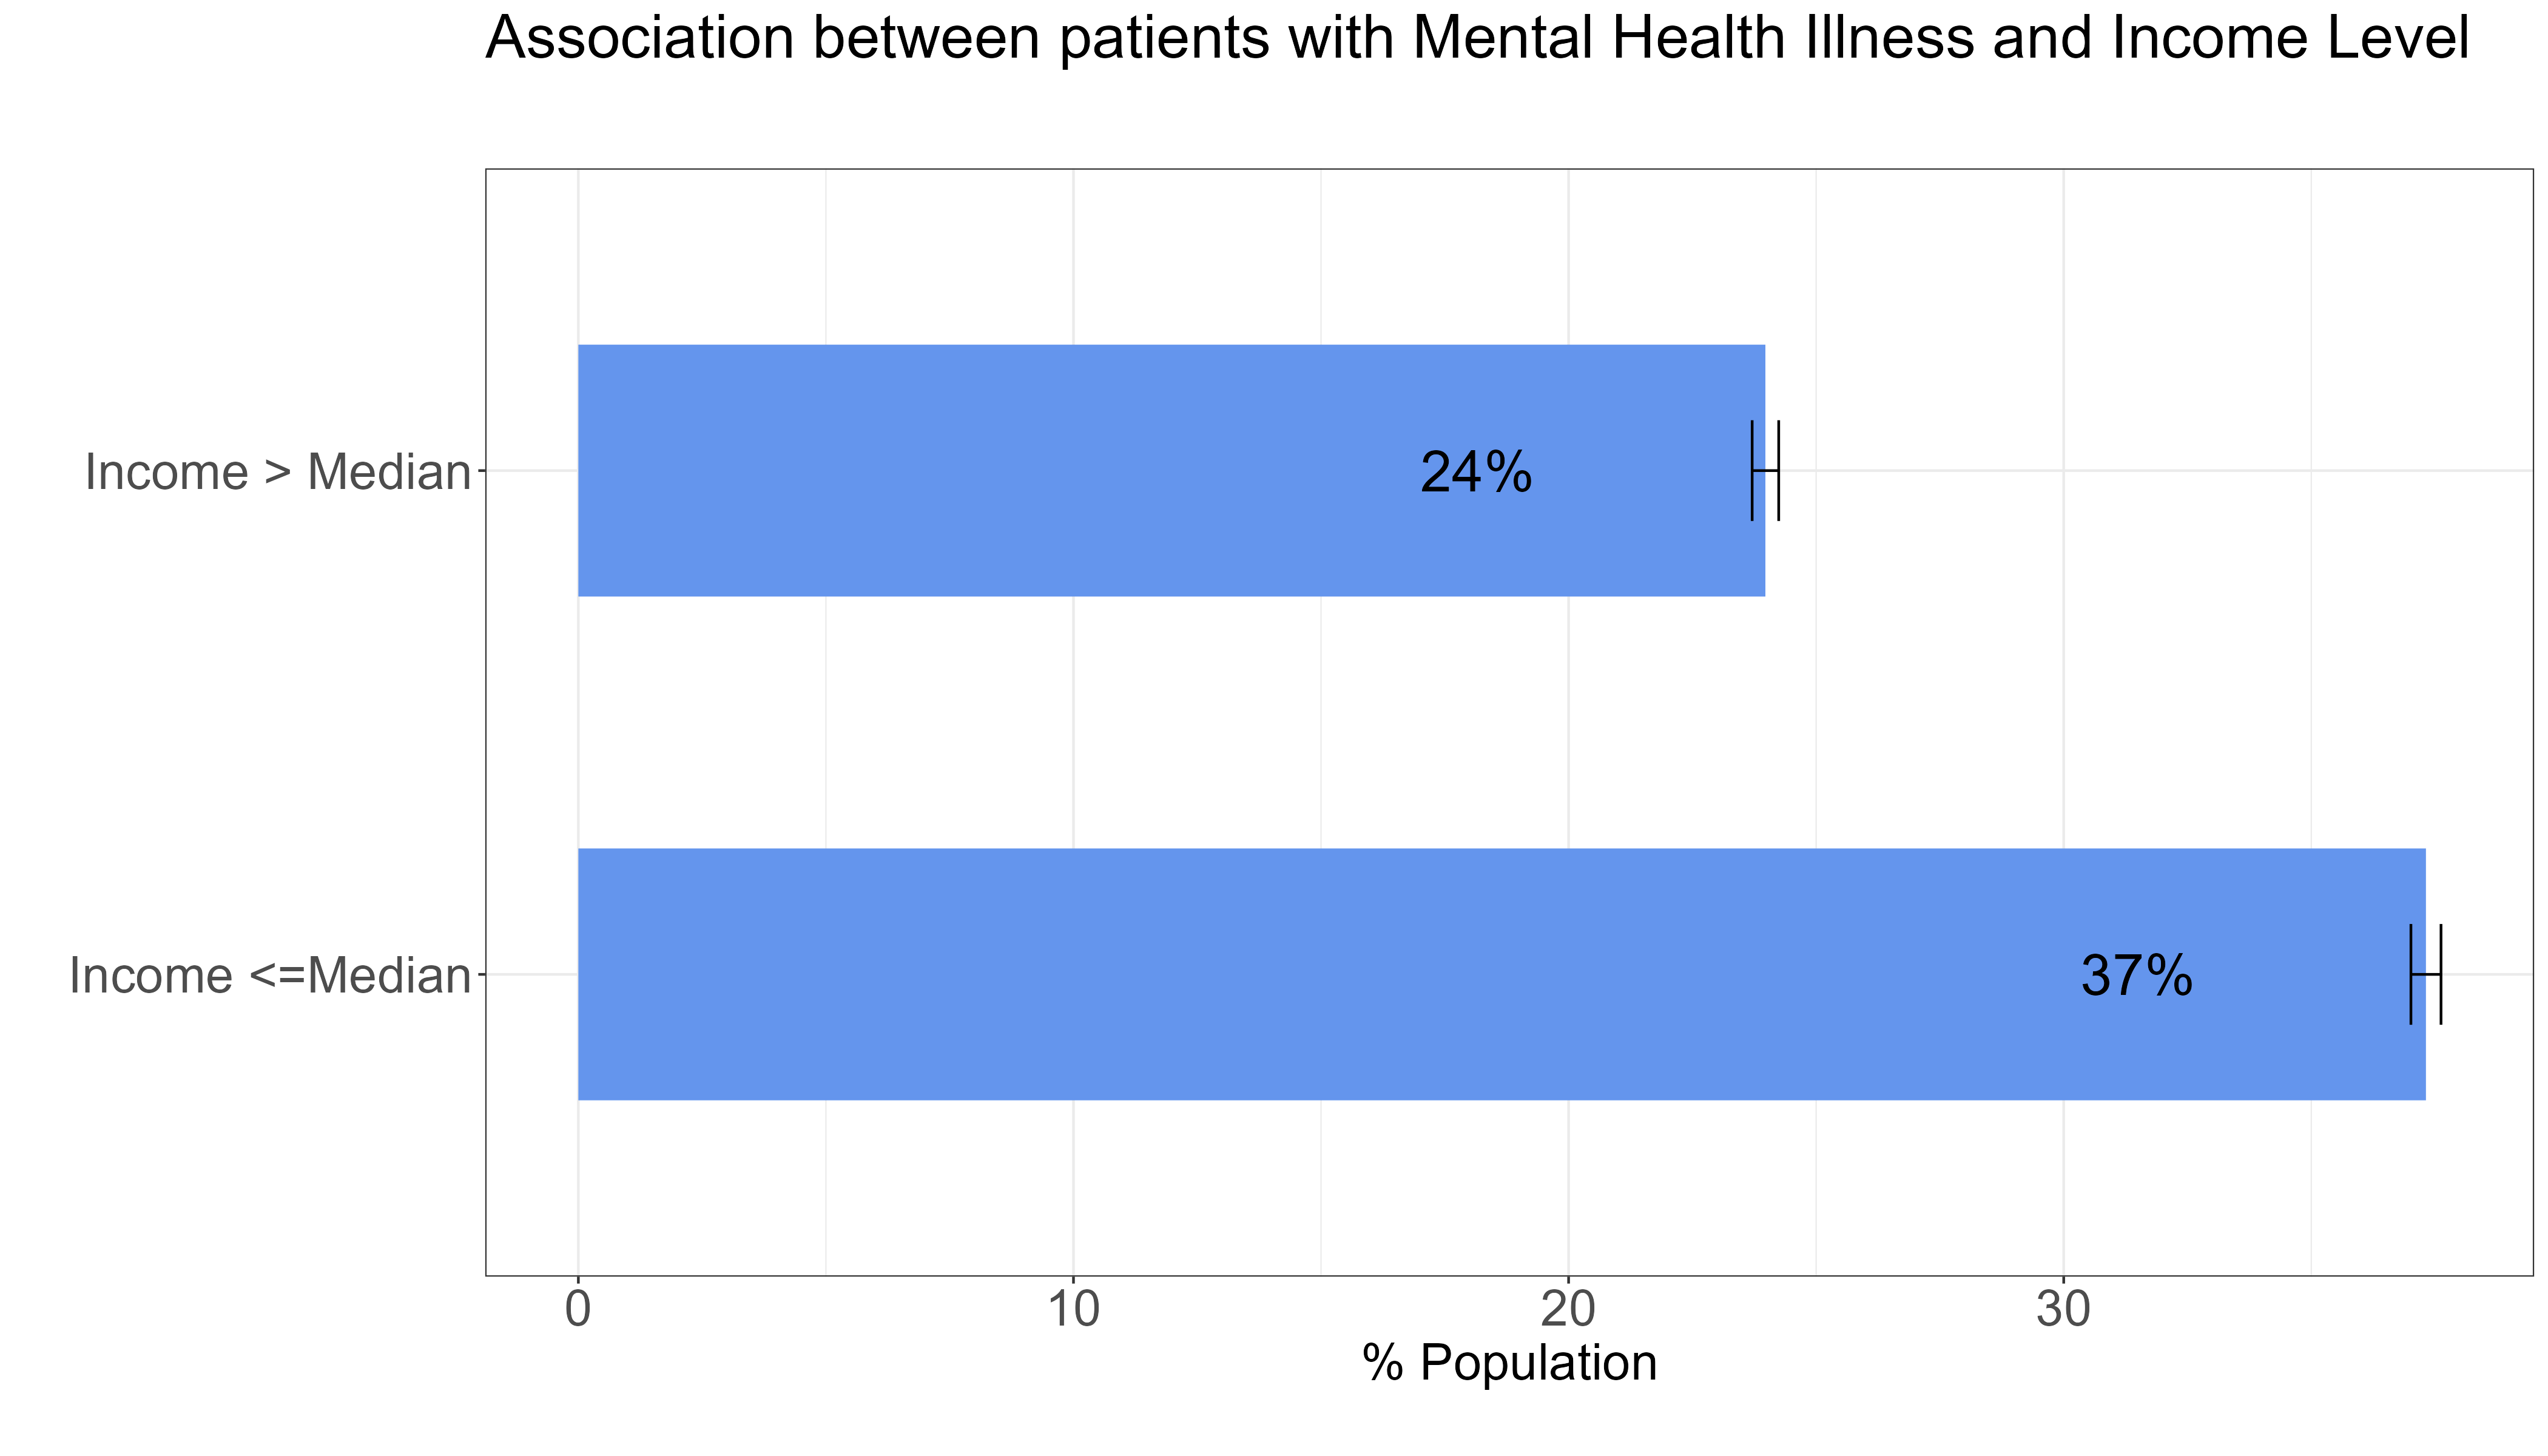 Association between patients with Mental Health Illness and Income Level
Income > Median
24%
Income <=Median
37%
0 10 20 30
% Population